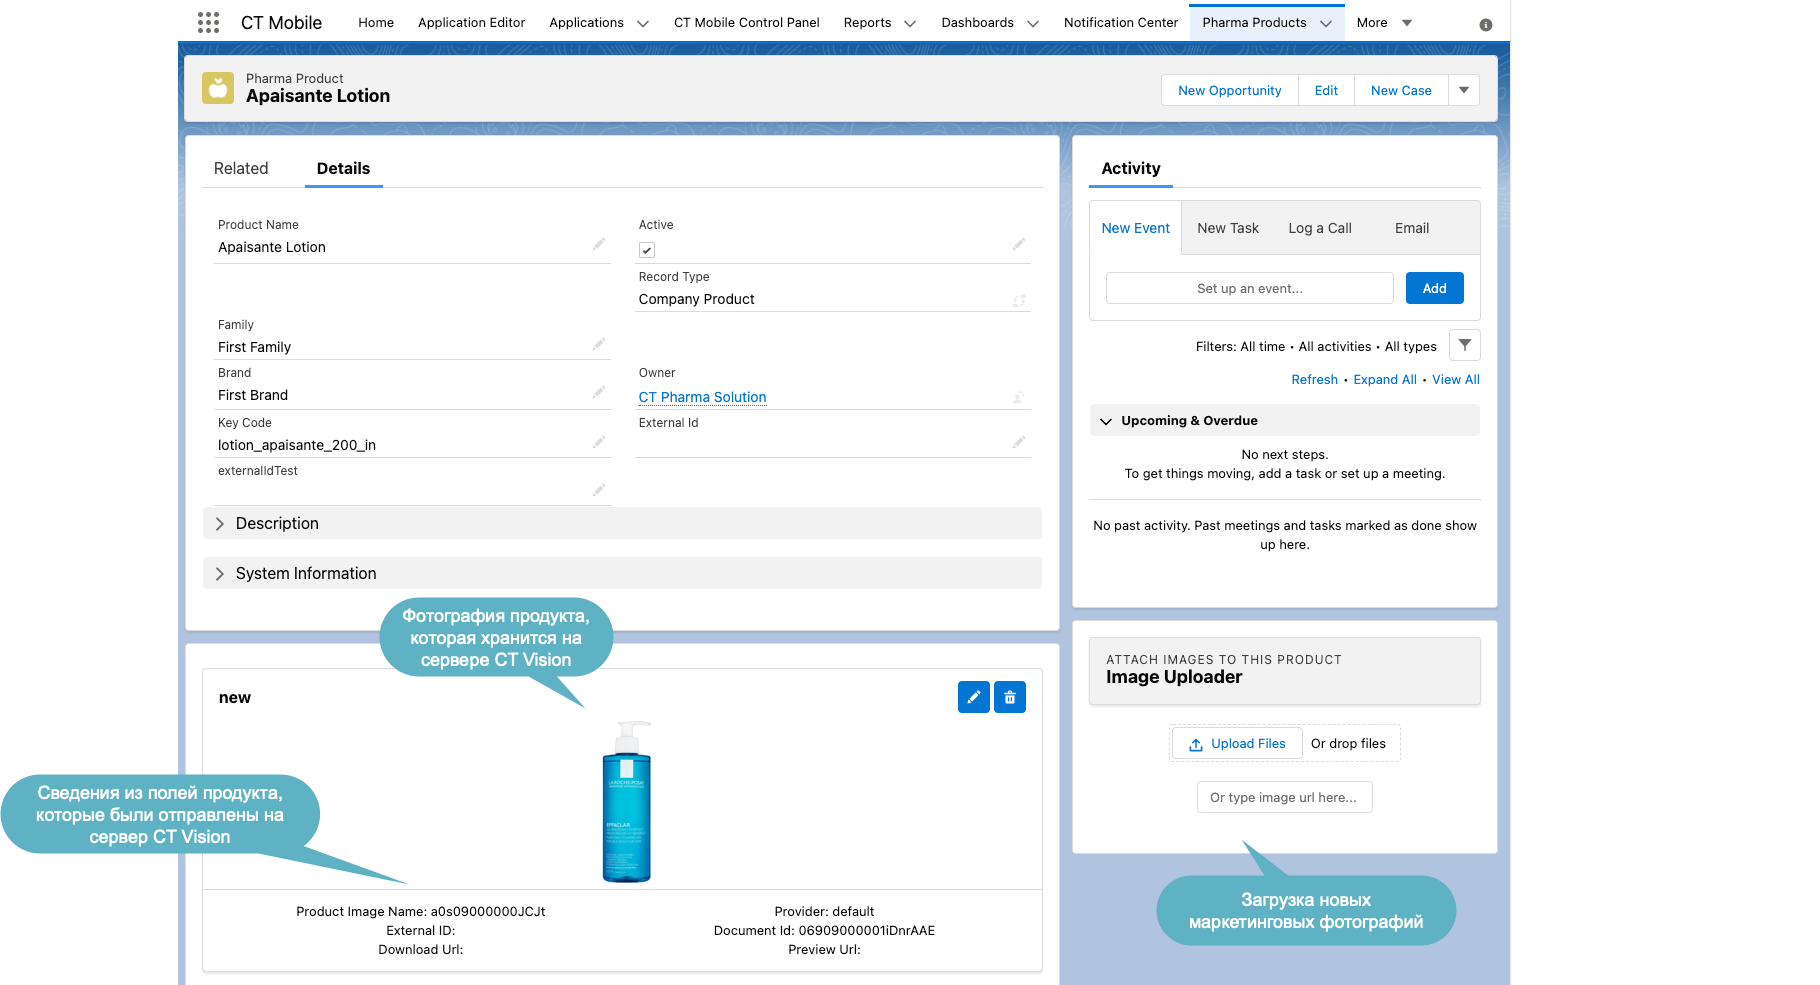 CT Mobile
Home
Application Editor
Applications
CT Mobile Control Panel
Reports
Dashboards
Notification Center
Pharma Products
More
Pharma Product
Apaisante Lotion
New Opportunity
Edit
New Case
Related
Details
Product Name
Apaisante Lotion
Active
Record Type
Company Product
Family
First Family
Brand
First Brand
Owner
CT Pharma Solution
Key Code
lotion_apaisante_200_in
External Id
externalIdTest
Description
System Information
Activity
New Event
New Task
Log a Call
Email
Set up an event...
Add
Filters: All time • All activities • All types
Refresh • Expand All • View All
Upcoming & Overdue
No next steps.
To get things moving, add a task or set up a meeting.
No past activity. Past meetings and tasks marked as done show
up here.
Фотография продукта,
которая хранится на
сервере CT Vision
new
LA ROCHE-POSAY
EFFACLAR
Сведения из полей продукта,
которые были отправлены на
сервер CT Vision
Product Image Name: a0s09000000JCJt
External ID:
Download Url:
Provider: default
Document Id: 06909000001iDnrAAE
Preview Url:
ATTACH IMAGES TO THIS PRODUCT
Image Uploader
Upload Files
Or drop files
Or type image url here...
Загрузка новых
маркетинговых фотографий